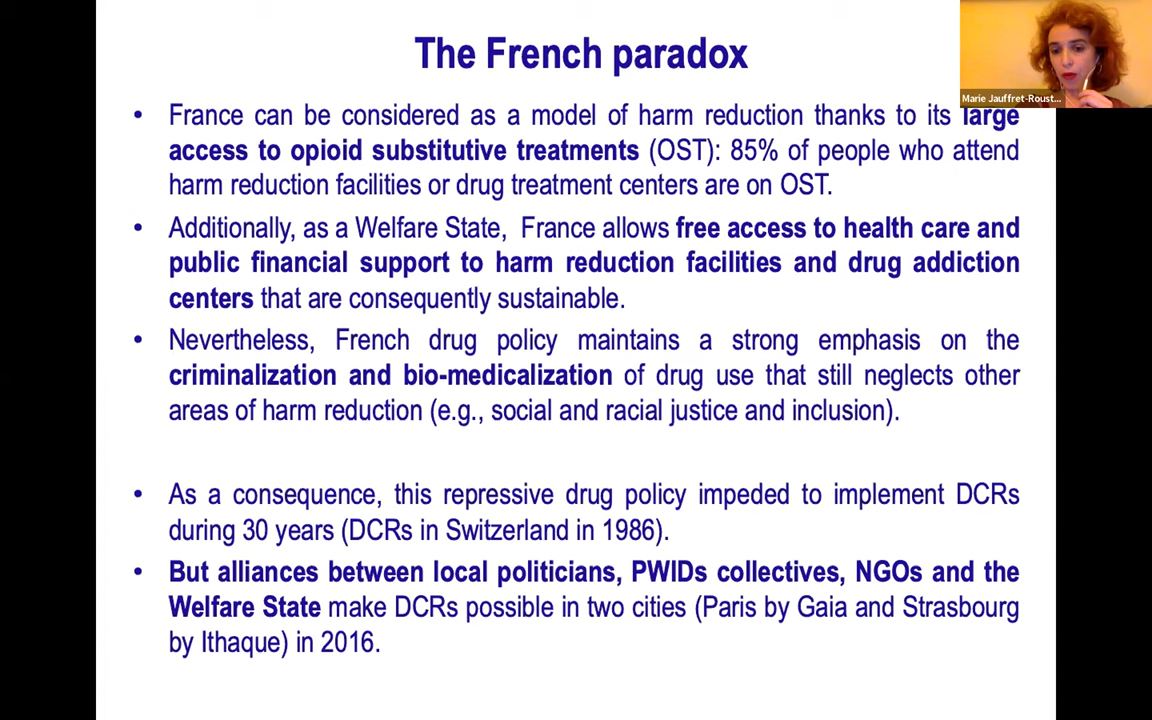 The French paradox
Marie Jauffret-Roust...
• France can be considered as a model of harm reduction thanks to its large
access to opioid substitutive treatments (OST): 85% of people who attend
harm reduction facilities or drug treatment centers are on OST.
• Additionally, as a Welfare State, France allows free access to health care and
public financial support to harm reduction facilities and drug addiction
centers that are consequently sustainable.
• Nevertheless, French drug policy maintains a strong emphasis on the
criminalization and bio-medicalization of drug use that still neglects other
areas of harm reduction (e.g., social and racial justice and inclusion).
• As a consequence, this repressive drug policy impeded to implement DCRs
during 30 years (DCRs in Switzerland in 1986).
• But alliances between local politicians, PWIDs collectives, NGOs and the
Welfare State make DCRs possible in two cities (Paris by Gaia and Strasbourg
by Ithaque) in 2016.